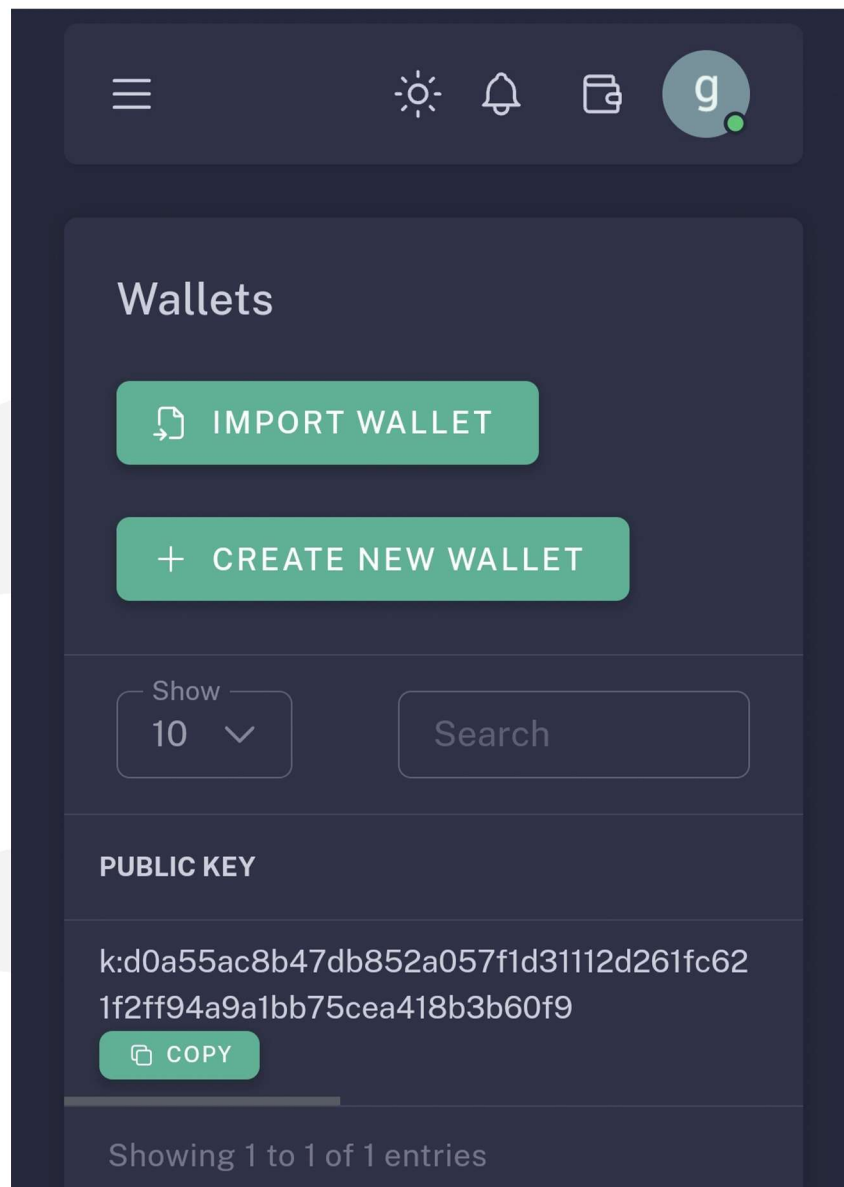 g
Wallets
IMPORT WALLET
+ CREATE NEW WALLET
Show
10
Search
PUBLIC KEY
k:d0a55ac8b47db852a057f1d31112d261fc62
1f2ff94a9a1bb75cea418b3b60f9
COPY
Showing 1 to 1 of 1 entries